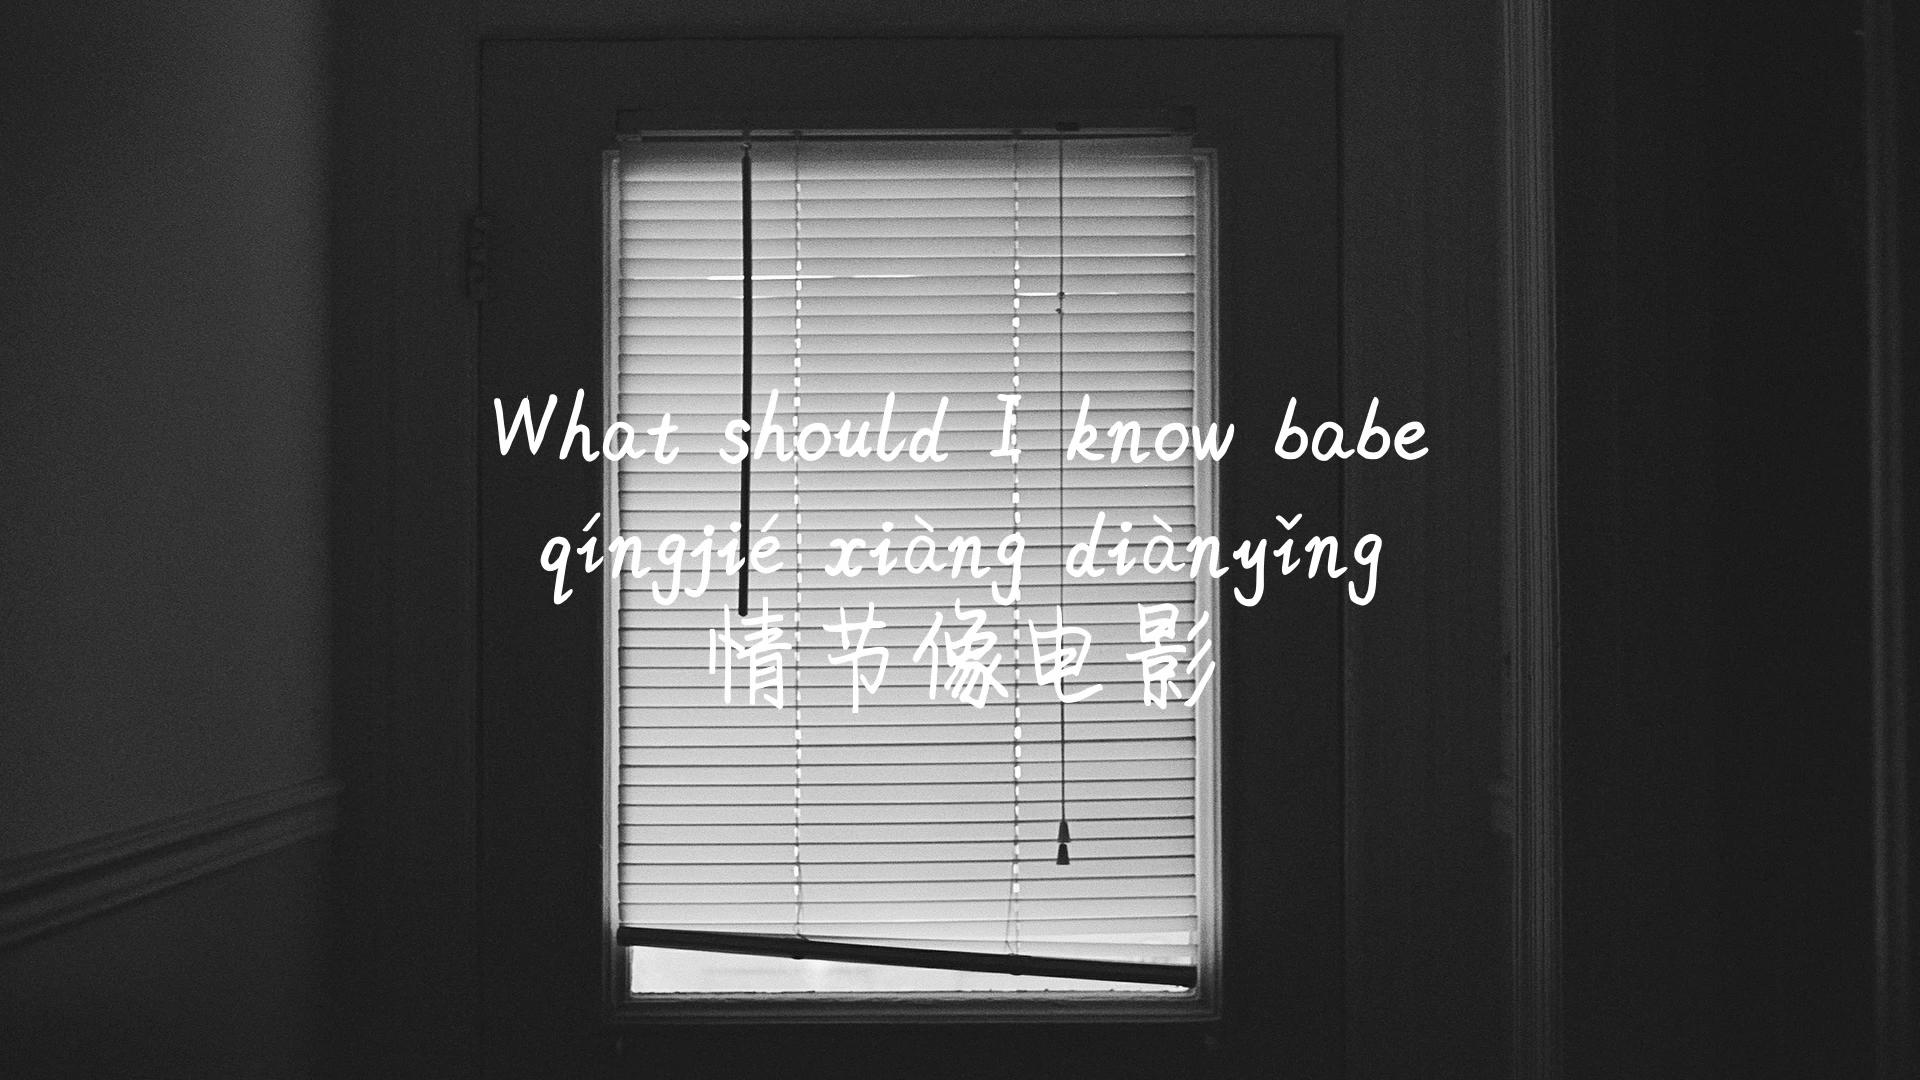 What should I know babe
qíngjié xiàng diànyǐng
情节像电影